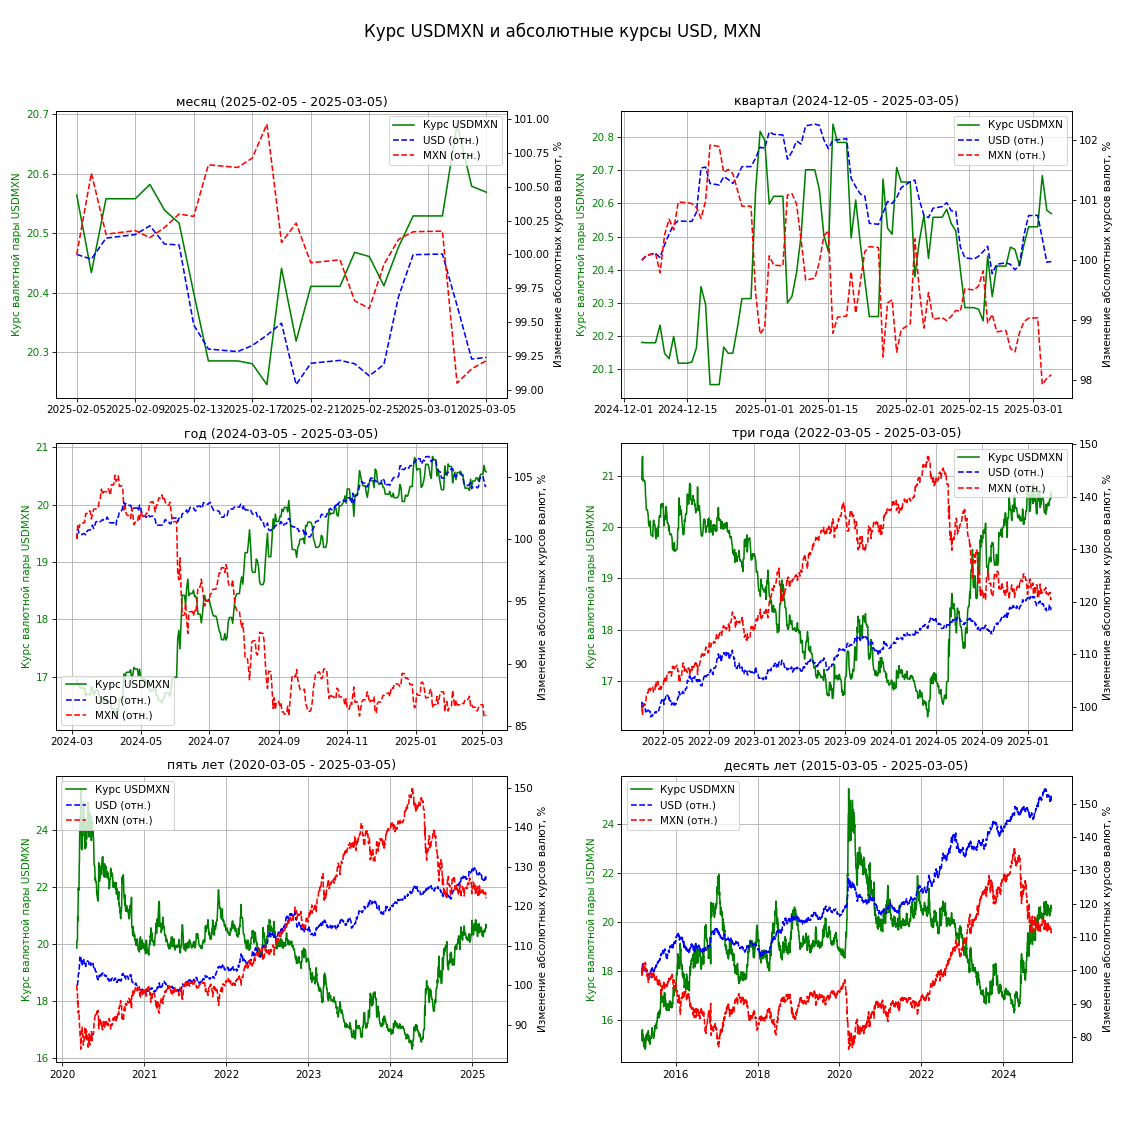 Курс USDMXN и абсолютные курсы USD, MXN
месяц (2025-02-05 - 2025-03-05)
Курс валютной пары USDMXN
20.7
20.6
20.5
20.4
20.3
Курс USDMXN
USD (отн.)
MXN (отн.)
101.00
100.75
100.50
100.25
100.00
99.75
99.50
99.25
99.00
Изменение абсолютных курсов валют, %
2025-02-05 2025-02-09 2025-02-13 2025-02-17 2025-02-21 2025-02-25 2025-03-01 2025-03-05
квартал (2024-12-05 - 2025-03-05)
Курс валютной пары USDMXN
20.8
20.7
20.6
20.5
20.4
20.3
20.2
20.1
Курс USDMXN
USD (отн.)
MXN (отн.)
102
101
100
99
98
Изменение абсолютных курсов валют, %
2024-12-01 2024-12-15 2025-01-01 2025-01-15 2025-02-01 2025-02-15 2025-03-01
год (2024-03-05 - 2025-03-05)
Курс валютной пары USDMXN
21
20
19
18
17
Курс USDMXN
USD (отн.)
MXN (отн.)
105
100
95
90
85
Изменение абсолютных курсов валют, %
2024-03 2024-05 2024-07 2024-09 2024-11 2025-01 2025-03
три года (2022-03-05 - 2025-03-05)
Курс валютной пары USDMXN
21
20
19
18
17
Курс USDMXN
USD (отн.)
MXN (отн.)
150
140
130
120
110
100
Изменение абсолютных курсов валют, %
2022-05 2022-09 2023-01 2023-05 2023-09 2024-01 2024-05 2024-09 2025-01
пять лет (2020-03-05 - 2025-03-05)
Курс валютной пары USDMXN
24
22
20
18
16
Курс USDMXN
USD (отн.)
MXN (отн.)
150
140
130
120
110
100
90
Изменение абсолютных курсов валют, %
2020 2021 2022 2023 2024 2025
десять лет (2015-03-05 - 2025-03-05)
Курс валютной пары USDMXN
24
22
20
18
16
Курс USDMXN
USD (отн.)
MXN (отн.)
150
140
130
120
110
100
90
80
Изменение абсолютных курсов валют, %
2016 2018 2020 2022 2024